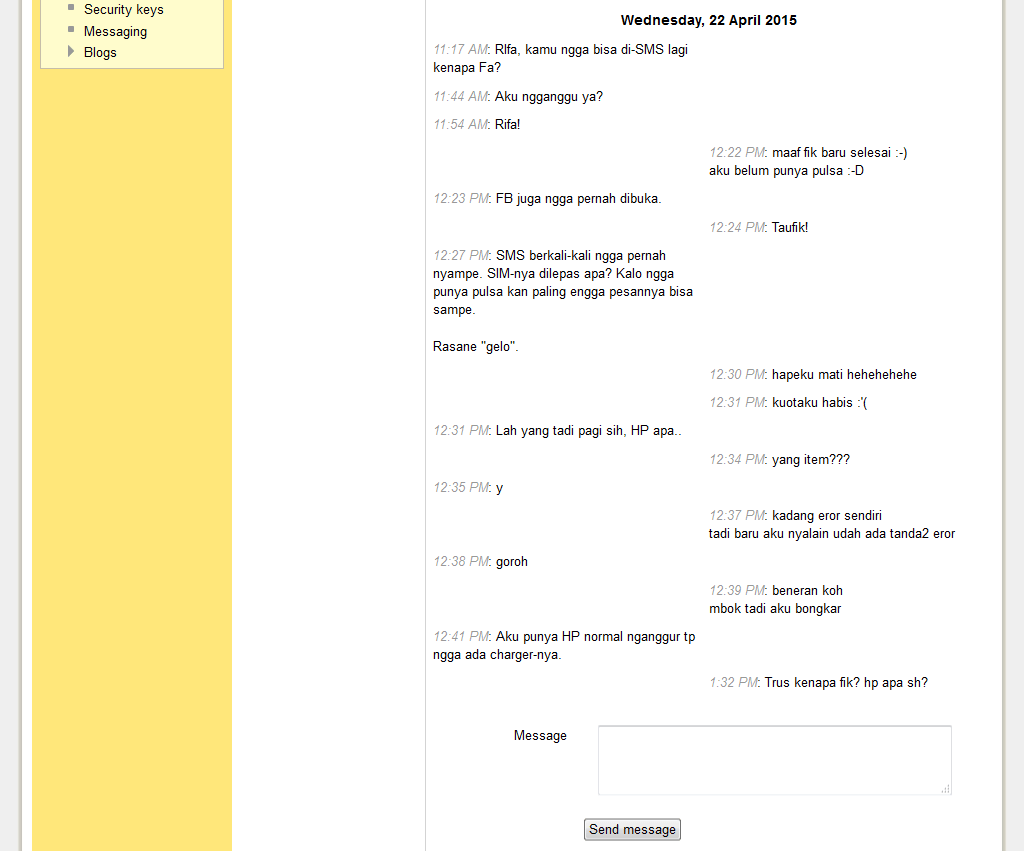 Security keys
Messaging
Blogs
Wednesday, 22 April 2015
11:17 AM: RIfa, kamu ngga bisa di-SMS lagi
kenapa Fa?
11:44 AM: Aku ngganggu ya?
11:54 AM: Rifa!
12:22 PM: maaf fik baru selesai :-)
aku belum punya pulsa :-D
12:23 PM: FB juga ngga pernah dibuka.
12:24 PM: Taufik!
12:27 PM: SMS berkali-kali ngga pernah
nyampe. SIM-nya dilepas apa? Kalo ngga
punya pulsa kan paling engga pesannya bisa
sampe.
Rasane "gelo".
12:30 PM: hapeku mati hehehehehe
12:31 PM: kuotaku habis :'(
12:31 PM: Lah yang tadi pagi sih, HP apa..
12:34 PM: yang item???
12:35 PM: y
12:37 PM: kadang eror sendiri
tadi baru aku nyalain udah ada tanda2 eror
12:38 PM: goroh
12:39 PM: beneran koh
mbok tadi aku bongkar
12:41 PM: Aku punya HP normal nganggur tp
ngga ada charger-nya.
1:32 PM: Trus kenapa fik? hp apa sh?
Message
Send message